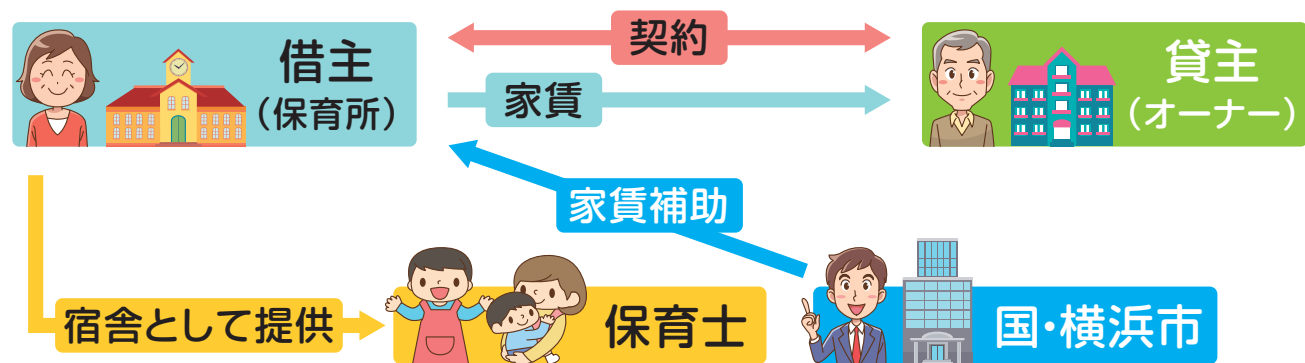 契約
借主
(保育所)
家賃
貸主
(オーナー)
家賃補助
宿舎として提供
保育士
国・横浜市